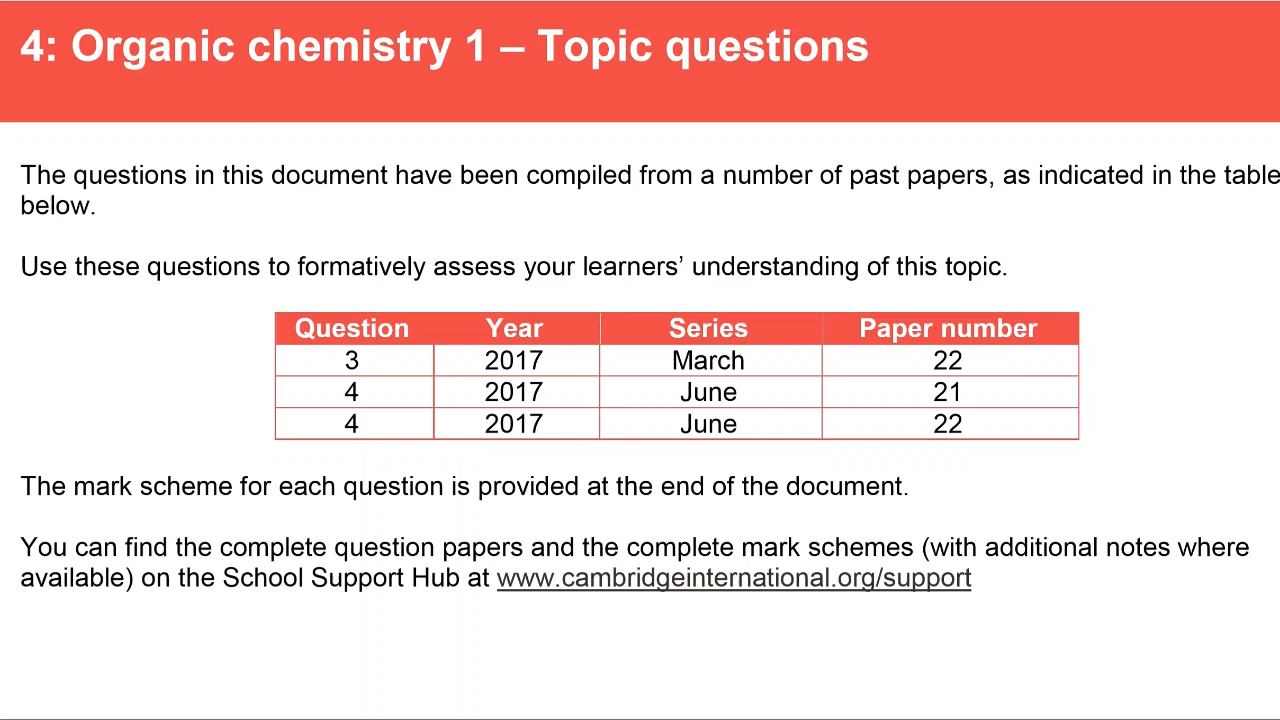 4: Organic chemistry 1 – Topic questions
The questions in this document have been compiled from a number of past papers, as indicated in the table
below.
Use these questions to formatively assess your learners’ understanding of this topic.
Question Year Series Paper number
3 2017 March 22
4 2017 June 21
4 2017 June 22
The mark scheme for each question is provided at the end of the document.
You can find the complete question papers and the complete mark schemes (with additional notes where
available) on the School Support Hub at www.cambridgeinternational.org/support